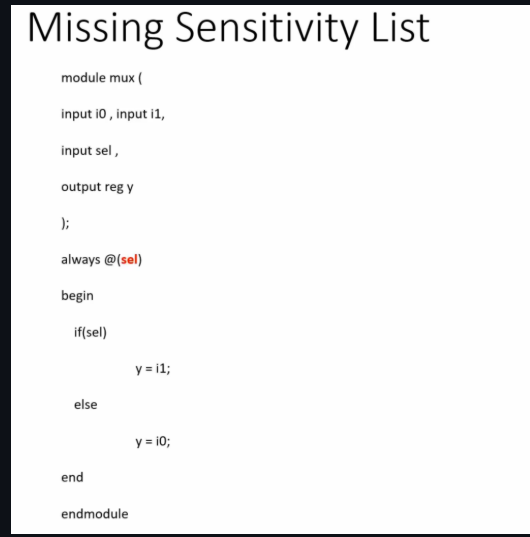 Missing Sensitivity List
module mux (
input i0 , input i1,
input sel ,
output reg y
);
always @(sel)
begin
if(sel)
y = i1;
else
y = i0;
end
endmodule